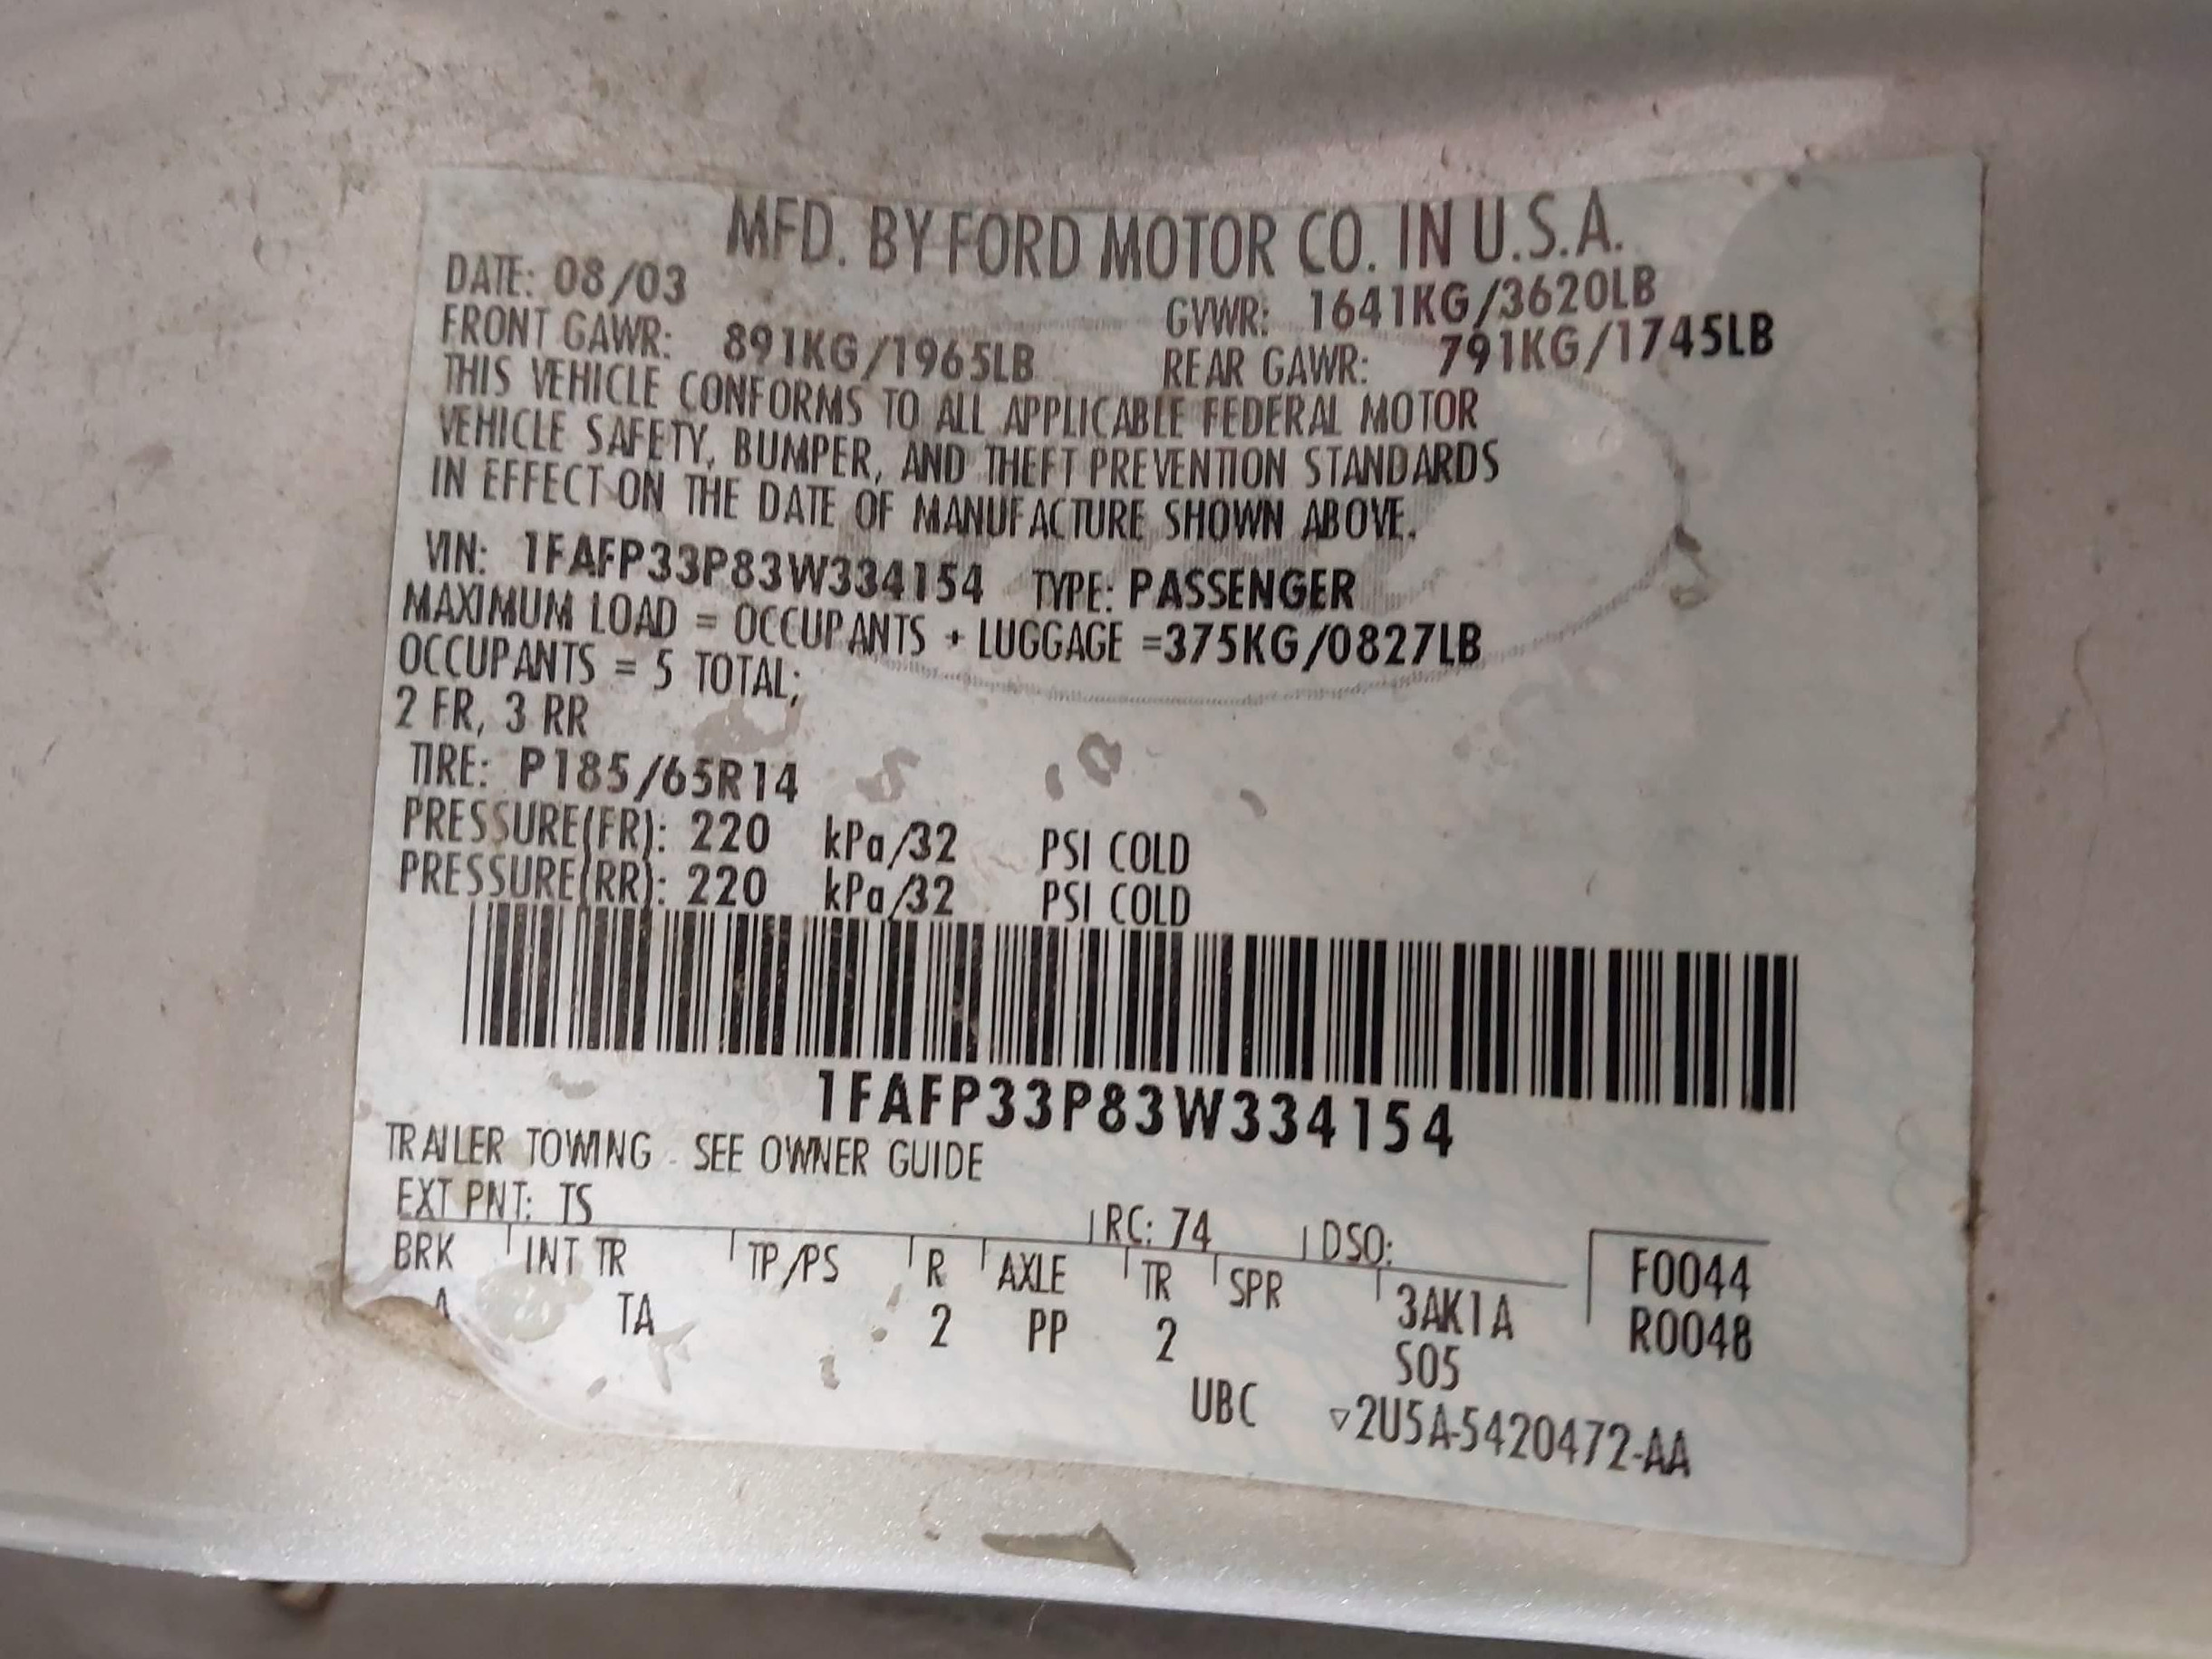 MFD. BY FORD MOTOR CO. IN U.S.A.
DATE: 08/03 GVWR: 1641KG/3620LB
FRONT GAWR: 891KG/1965LB REAR GAWR: 791KG/1745LB
THIS VEHICLE CONFORMS TO ALL APPLICABLE FEDERAL MOTOR
VEHICLE SAFETY, BUMPER, AND THEFT PREVENTION STANDARDS
IN EFFECT ON THE DATE OF MANUFACTURE SHOWN ABOVE.
VIN: 1FAFP33P83W334154 TYPE: PASSENGER
MAXIMUM LOAD = OCCUPANTS + LUGGAGE =375KG/0827LB
OCCUPANTS = 5 TOTAL;
2 FR, 3 RR
TIRE: P185/65R14
PRESSURE(FR): 220 kPa/32 PSI COLD
PRESSURE(RR): 220 kPa/32 PSI COLD
1FAFP33P83W334154
TRAILER TOWING - SEE OWNER GUIDE
EXT PNT: TS RC: 74 DSO:
BRK INT TR TP/PS R AXLE TR SPR F0044
TA 2 PP 2 3AK1A R0048
S05
UBC ▽2U5A-5420472-AA